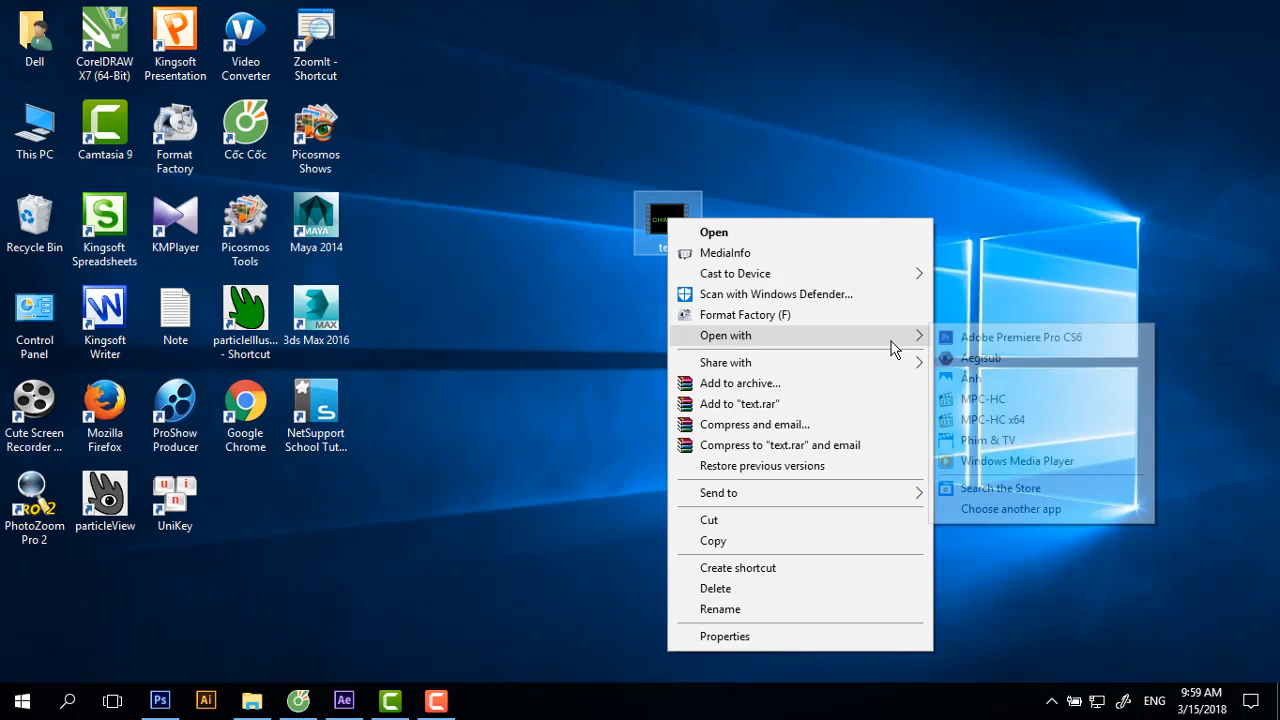 Dell
CorelDRAW
X7 (64-Bit)
Kingsoft
Presentation
Video
Converter
ZoomIt -
Shortcut
This PC
Camtasia 9
Format
Factory
Cốc Cốc
Picosmos
Shows
Recycle Bin
Kingsoft
Spreadsheets
KMPlayer
Picosmos
Tools
Maya 2014
Control
Panel
Kingsoft
Writer
Note
particleIllus...
- Shortcut
3ds Max 2016
Cute Screen
Recorder ...
Mozilla
Firefox
ProShow
Producer
Google
Chrome
NetSupport
School Tut...
PhotoZoom
Pro 2
particleView
UniKey
Open
MediaInfo
Cast to Device
Scan with Windows Defender...
Format Factory (F)
Open with
Share with
Add to archive...
Add to "text.rar"
Compress and email...
Compress to "text.rar" and email
Restore previous versions
Send to
Cut
Copy
Create shortcut
Delete
Rename
Properties
Adobe Premiere Pro CS6
Aegisub
Ảnh
MPC-HC
MPC-HC x64
Phim & TV
Windows Media Player
Search the Store
Choose another app
Ps
Ai
Ae
ENG
9:59 AM
3/15/2018